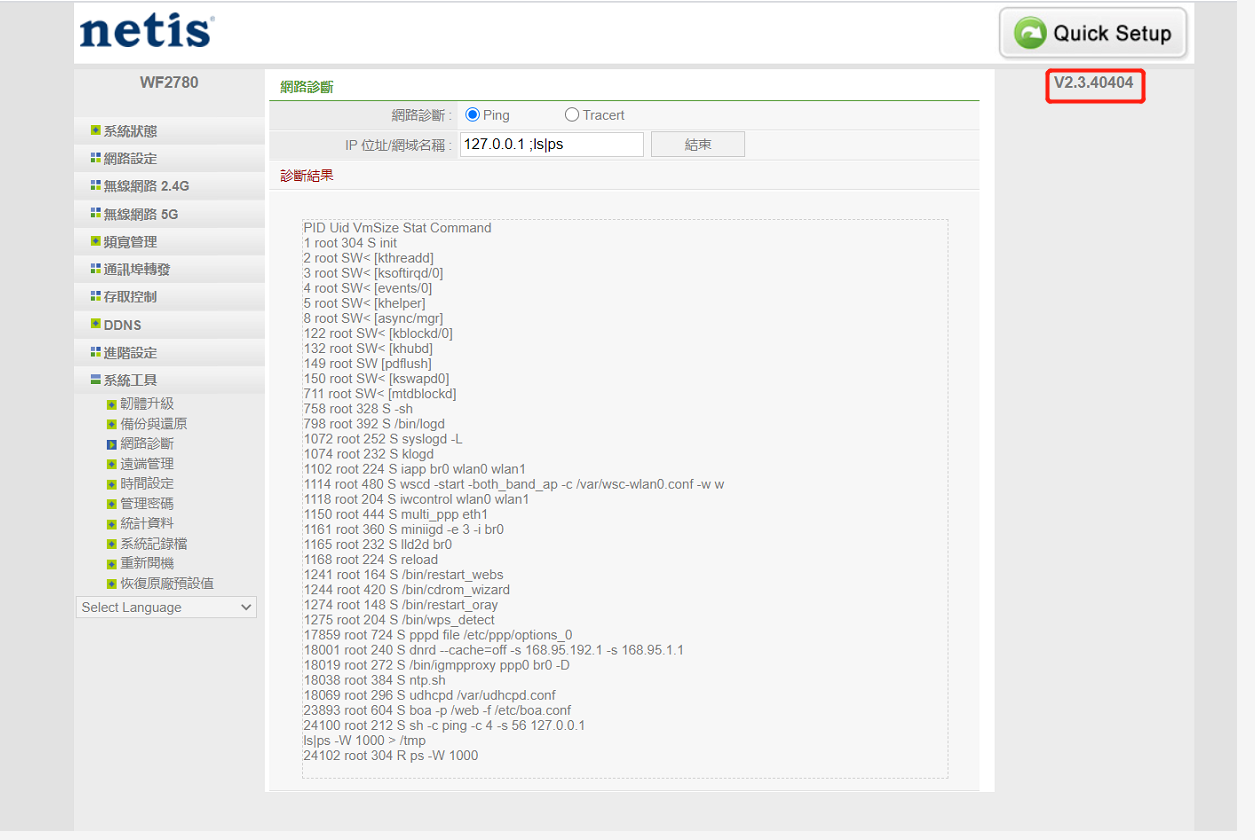 netis
Quick Setup
WF2780
V2.3.40404
系統狀態
網路設定
無線網路 2.4G
無線網路 5G
頻寬管理
通訊埠轉發
存取控制
DDNS
進階設定
系統工具
韌體升級
備份與還原
網路診斷
遠端管理
時間設定
管理密碼
統計資料
系統記錄檔
重新開機
恢復原廠預設值
Select Language
網路診斷
網路診斷 : Ping Tracert
IP 位址/網域名稱 : 127.0.0.1 ;ls|ps 結束
診斷結果
PID Uid VmSize Stat Command
1 root 304 S init
2 root SW< [kthreadd]
3 root SW< [ksoftirqd/0]
4 root SW< [events/0]
5 root SW< [khelper]
8 root SW< [async/mgr]
122 root SW< [kblockd/0]
132 root SW< [khubd]
149 root SW [pdflush]
150 root SW< [kswapd0]
711 root SW< [mtdblockd]
758 root 328 S -sh
798 root 392 S /bin/logd
1072 root 252 S syslogd -L
1074 root 232 S klogd
1102 root 224 S iapp br0 wlan0 wlan1
1114 root 480 S wscd -start -both_band_ap -c /var/wsc-wlan0.conf -w w
1118 root 204 S iwcontrol wlan0 wlan1
1150 root 444 S multi_ppp eth1
1161 root 360 S miniigd -e 3 -i br0
1165 root 232 S lld2d br0
1168 root 224 S reload
1241 root 164 S /bin/restart_webs
1244 root 420 S /bin/cdrom_wizard
1274 root 148 S /bin/restart_oray
1275 root 204 S /bin/wps_detect
17859 root 724 S pppd file /etc/ppp/options_0
18001 root 240 S dnrd --cache=off -s 168.95.192.1 -s 168.95.1.1
18019 root 272 S /bin/igmpproxy ppp0 br0 -D
18038 root 384 S ntp.sh
18069 root 296 S udhcpd /var/udhcpd.conf
23893 root 604 S boa -p /web -f /etc/boa.conf
24100 root 212 S sh -c ping -c 4 -s 56 127.0.0.1
ls|ps -W 1000 > /tmp
24102 root 304 R ps -W 1000